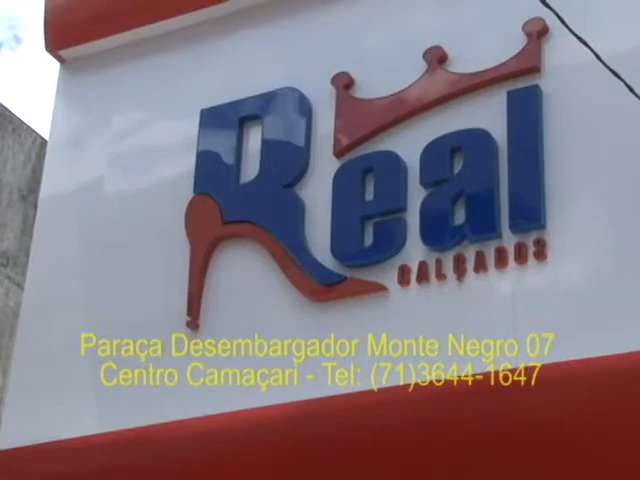 Real
CALÇADOS
Paraça Desembargador Monte Negro 07
Centro Camaçari - Tel: (71)3644-1647